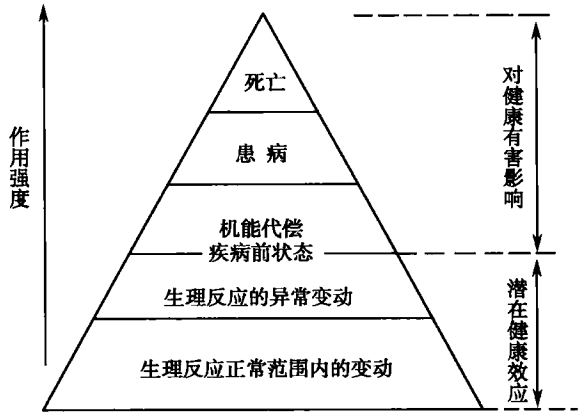 作用强度
死亡
患病
机能代偿
疾病前状态
生理反应的异常变动
生理反应正常范围内的变动
对健康有害影响
潜在健康效应